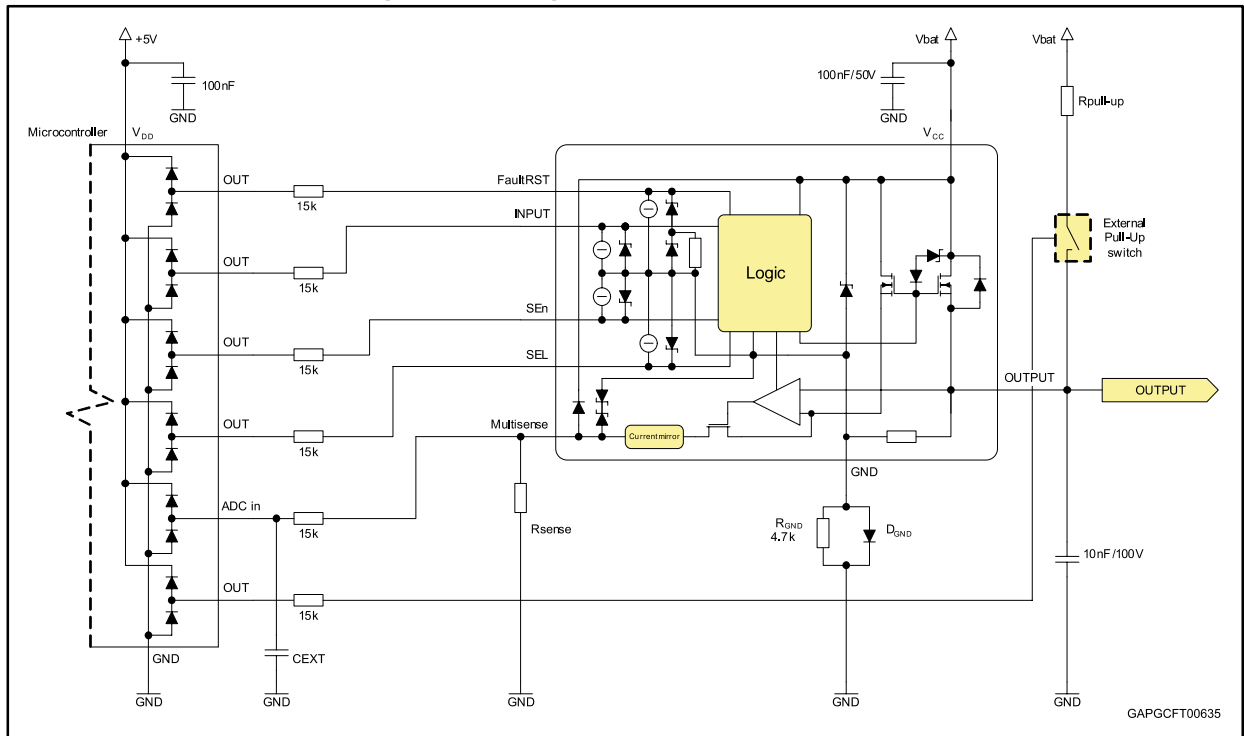 +5V
Vbat
Vbat
100nF
100nF/50V
GND
GND
Rpull-up
Microcontroller
VDD
VCC
OUT
15k
FaultRST
INPUT
OUT
15k
Logic
External
Pull-Up
switch
SEn
OUT
15k
SEL
OUTPUT
OUTPUT
OUT
15k
Multisense
Current mirror
GND
ADC in
15k
Rsense
RGND
4.7k
DGND
10nF/100V
OUT
15k
GND
CEXT
GND
GND
GND
GND
GND
GAPGCFT00635